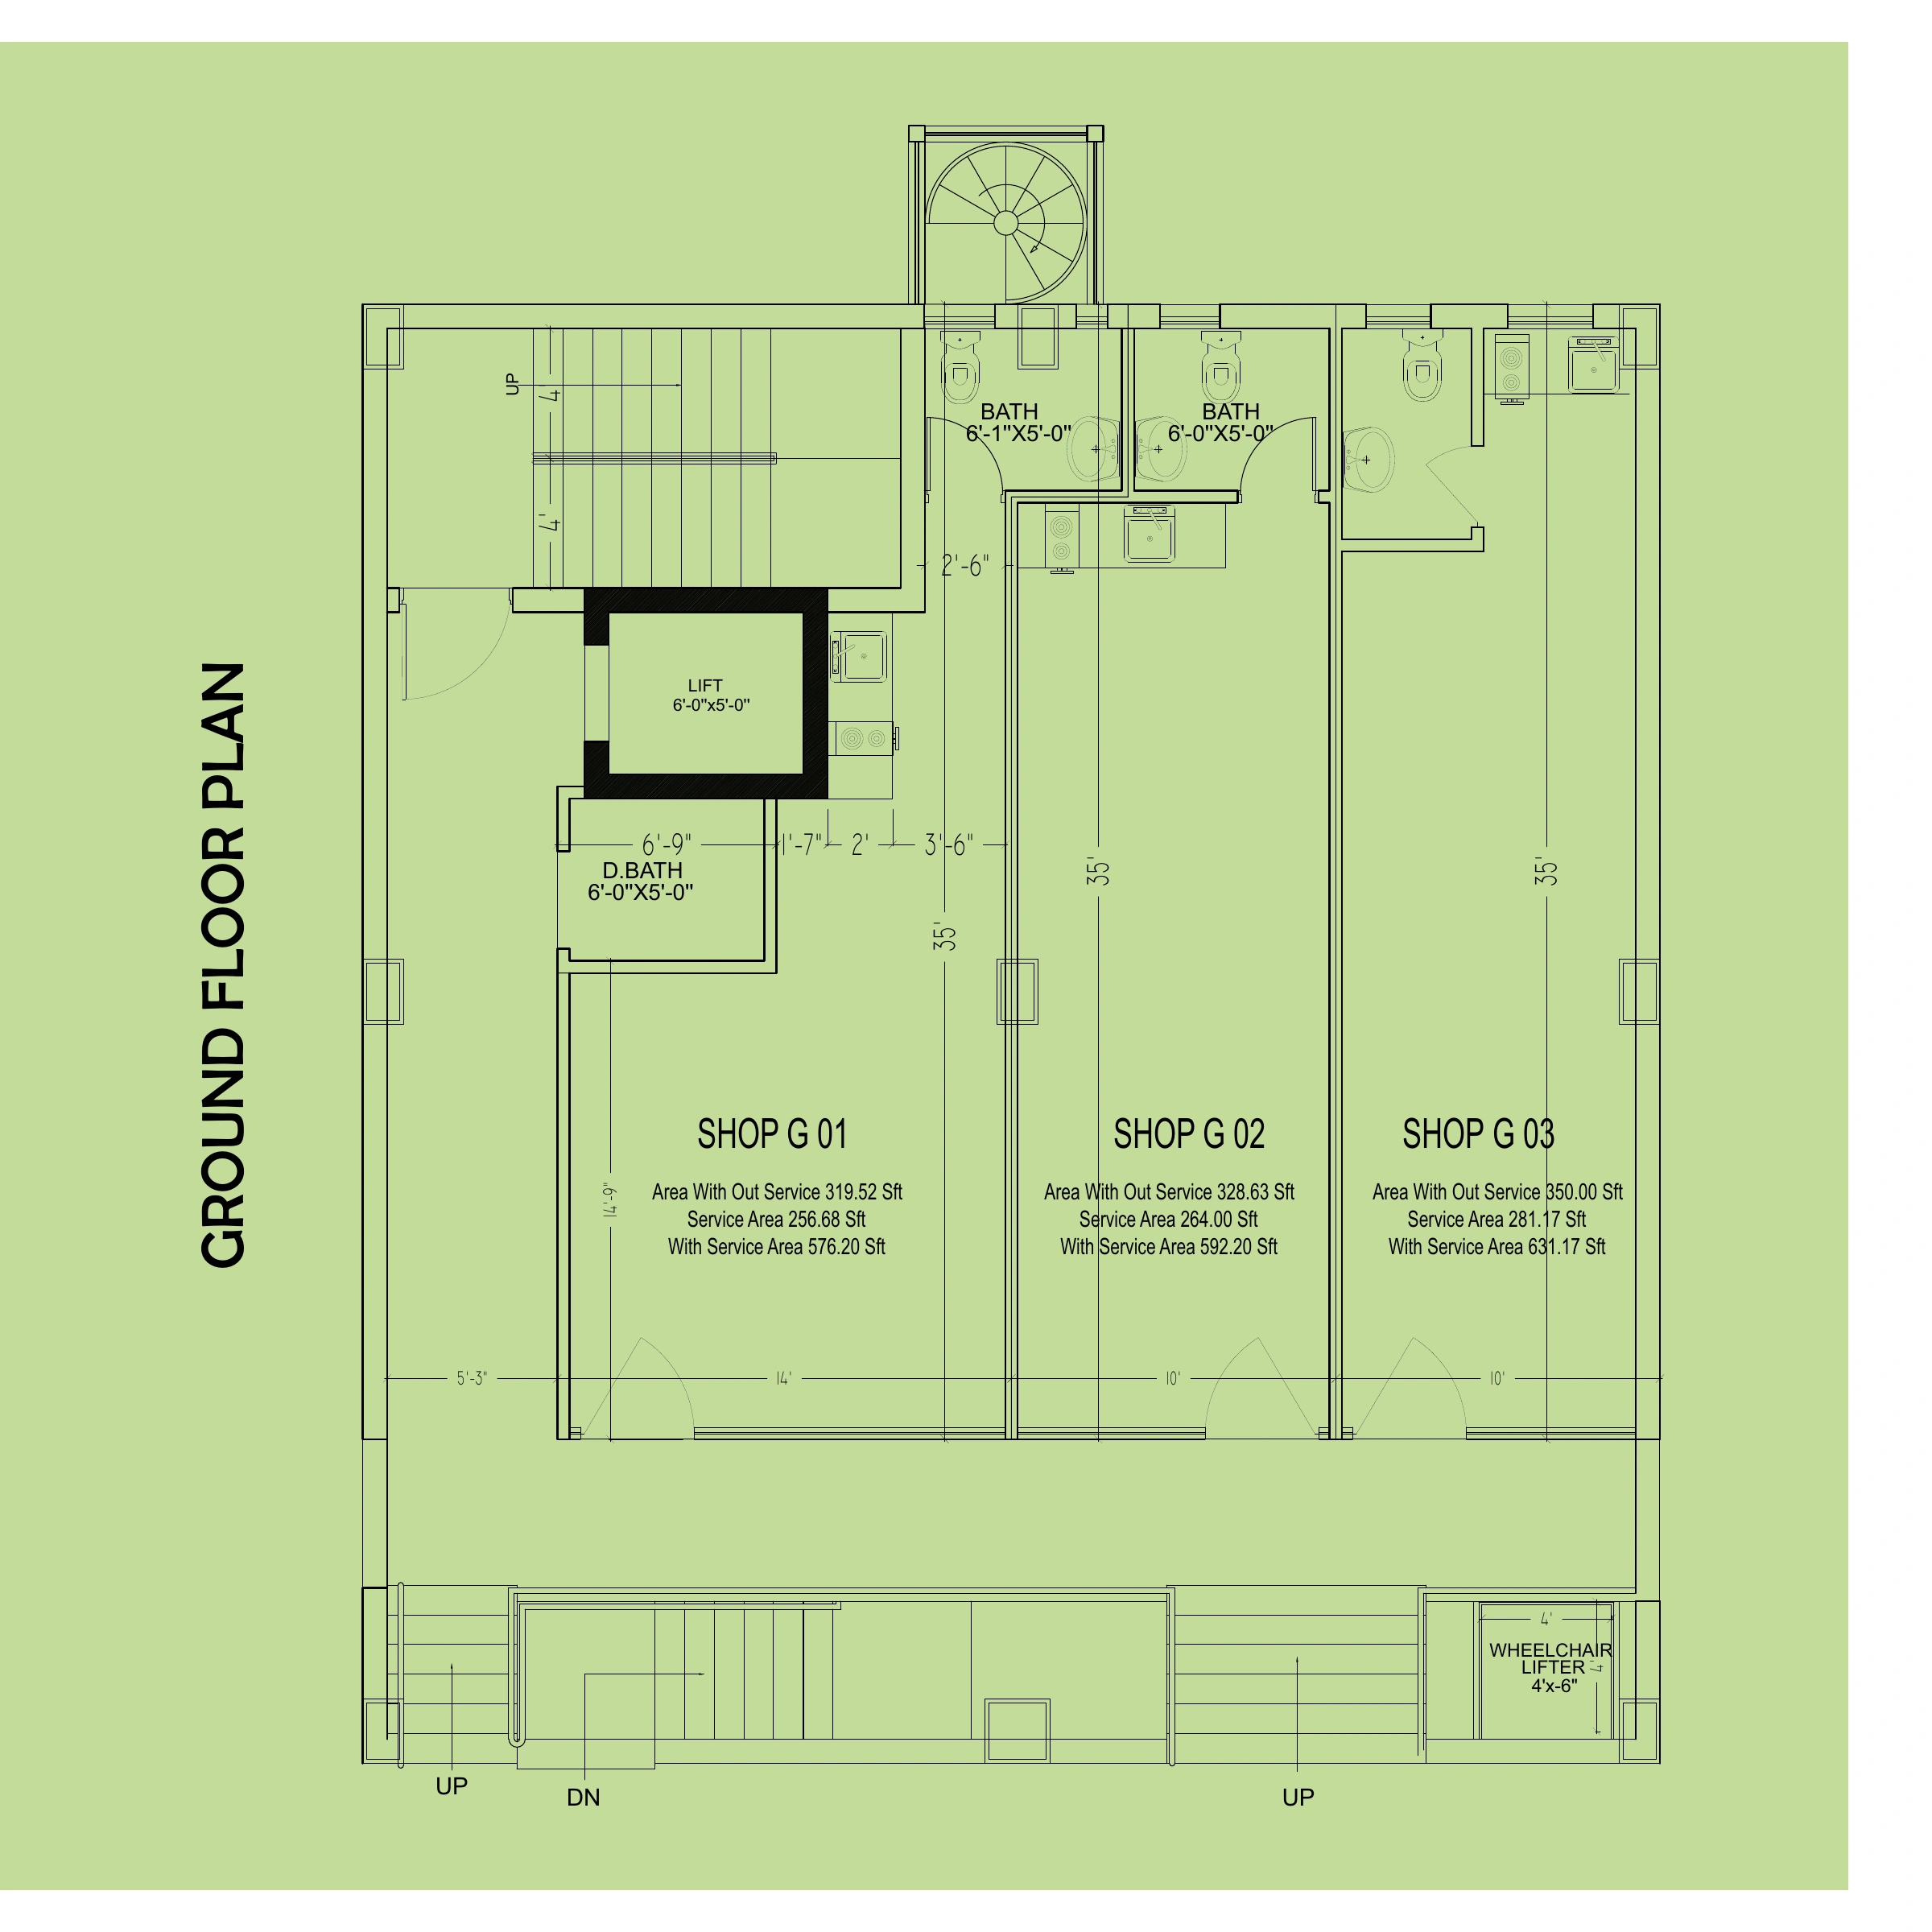 GROUND FLOOR PLAN
UP
4'
4'
BATH
6'-1"X5'-0"
BATH
6'-0"X5'-0"
2'-6"
LIFT
6'-0"x5'-0"
6'-9"
1'-7"
2'
3'-6"
D.BATH
6'-0"X5'-0"
35'
35'
35'
SHOP G 01
Area With Out Service 319.52 Sft
Service Area 256.68 Sft
With Service Area 576.20 Sft
SHOP G 02
Area With Out Service 328.63 Sft
Service Area 264.00 Sft
With Service Area 592.20 Sft
SHOP G 03
Area With Out Service 350.00 Sft
Service Area 281.17 Sft
With Service Area 631.17 Sft
14'-9"
5'-3"
14'
10'
10'
4'
WHEELCHAIR
LIFTER
4'x-6"
4'
UP
DN
UP